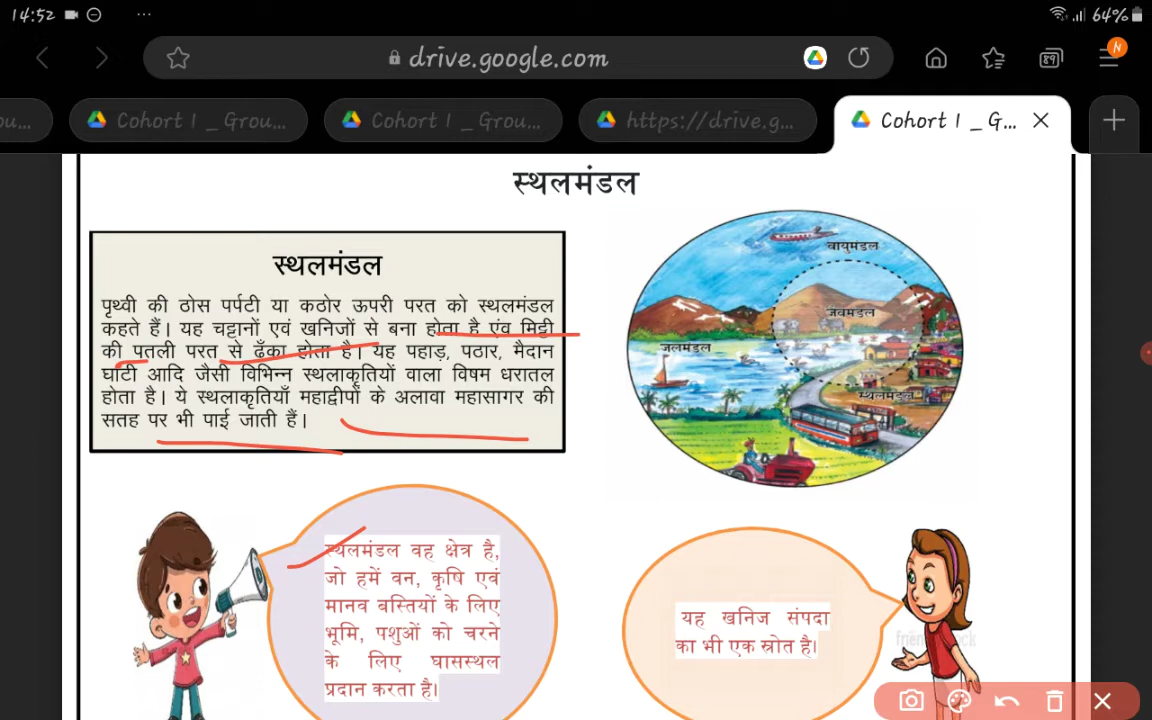 14:52
64%
drive.google.com
89
N
ou...
Cohort 1 _ Grou...
Cohort 1 _ Grou...
https://drive.g...
Cohort 1 _ G...
स्थलमंडल
स्थलमंडल
पृथ्वी की ठोस पर्पटी या कठोर ऊपरी परत को स्थलमंडल
कहते हैं। यह चट्टानों एवं खनिजों से बना होता है एंव मिट्टी
की पतली परत से ढँका होता है। यह पहाड़, पठार, मैदान
घाटी आदि जैसी विभिन्न स्थलाकृतियों वाला विषम धरातल
होता है। ये स्थलाकृतियाँ महाद्वीपों के अलावा महासागर की
सतह पर भी पाई जाती हैं।
वायुमंडल
जैवमंडल
जलमंडल
स्थलमंडल
स्थलमंडल वह क्षेत्र है,
जो हमें वन, कृषि एवं
मानव बस्तियों के लिए
भूमि, पशुओं को चरने
के लिए घासस्थल
प्रदान करता है।
यह खनिज संपदा
का भी एक स्रोत है।